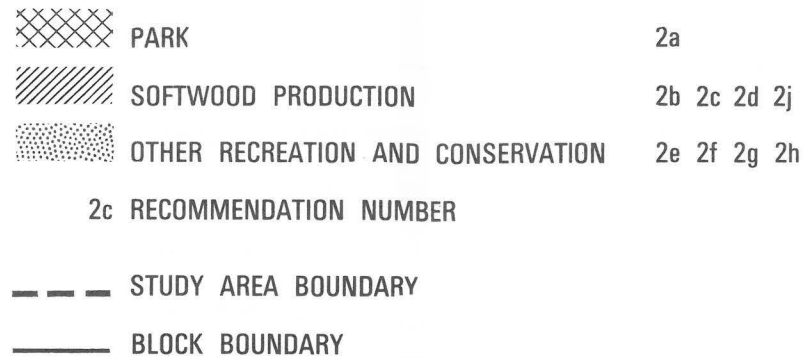 PARK 2a
SOFTWOOD PRODUCTION 2b 2c 2d 2j
OTHER RECREATION AND CONSERVATION 2e 2f 2g 2h
2c RECOMMENDATION NUMBER
STUDY AREA BOUNDARY
BLOCK BOUNDARY